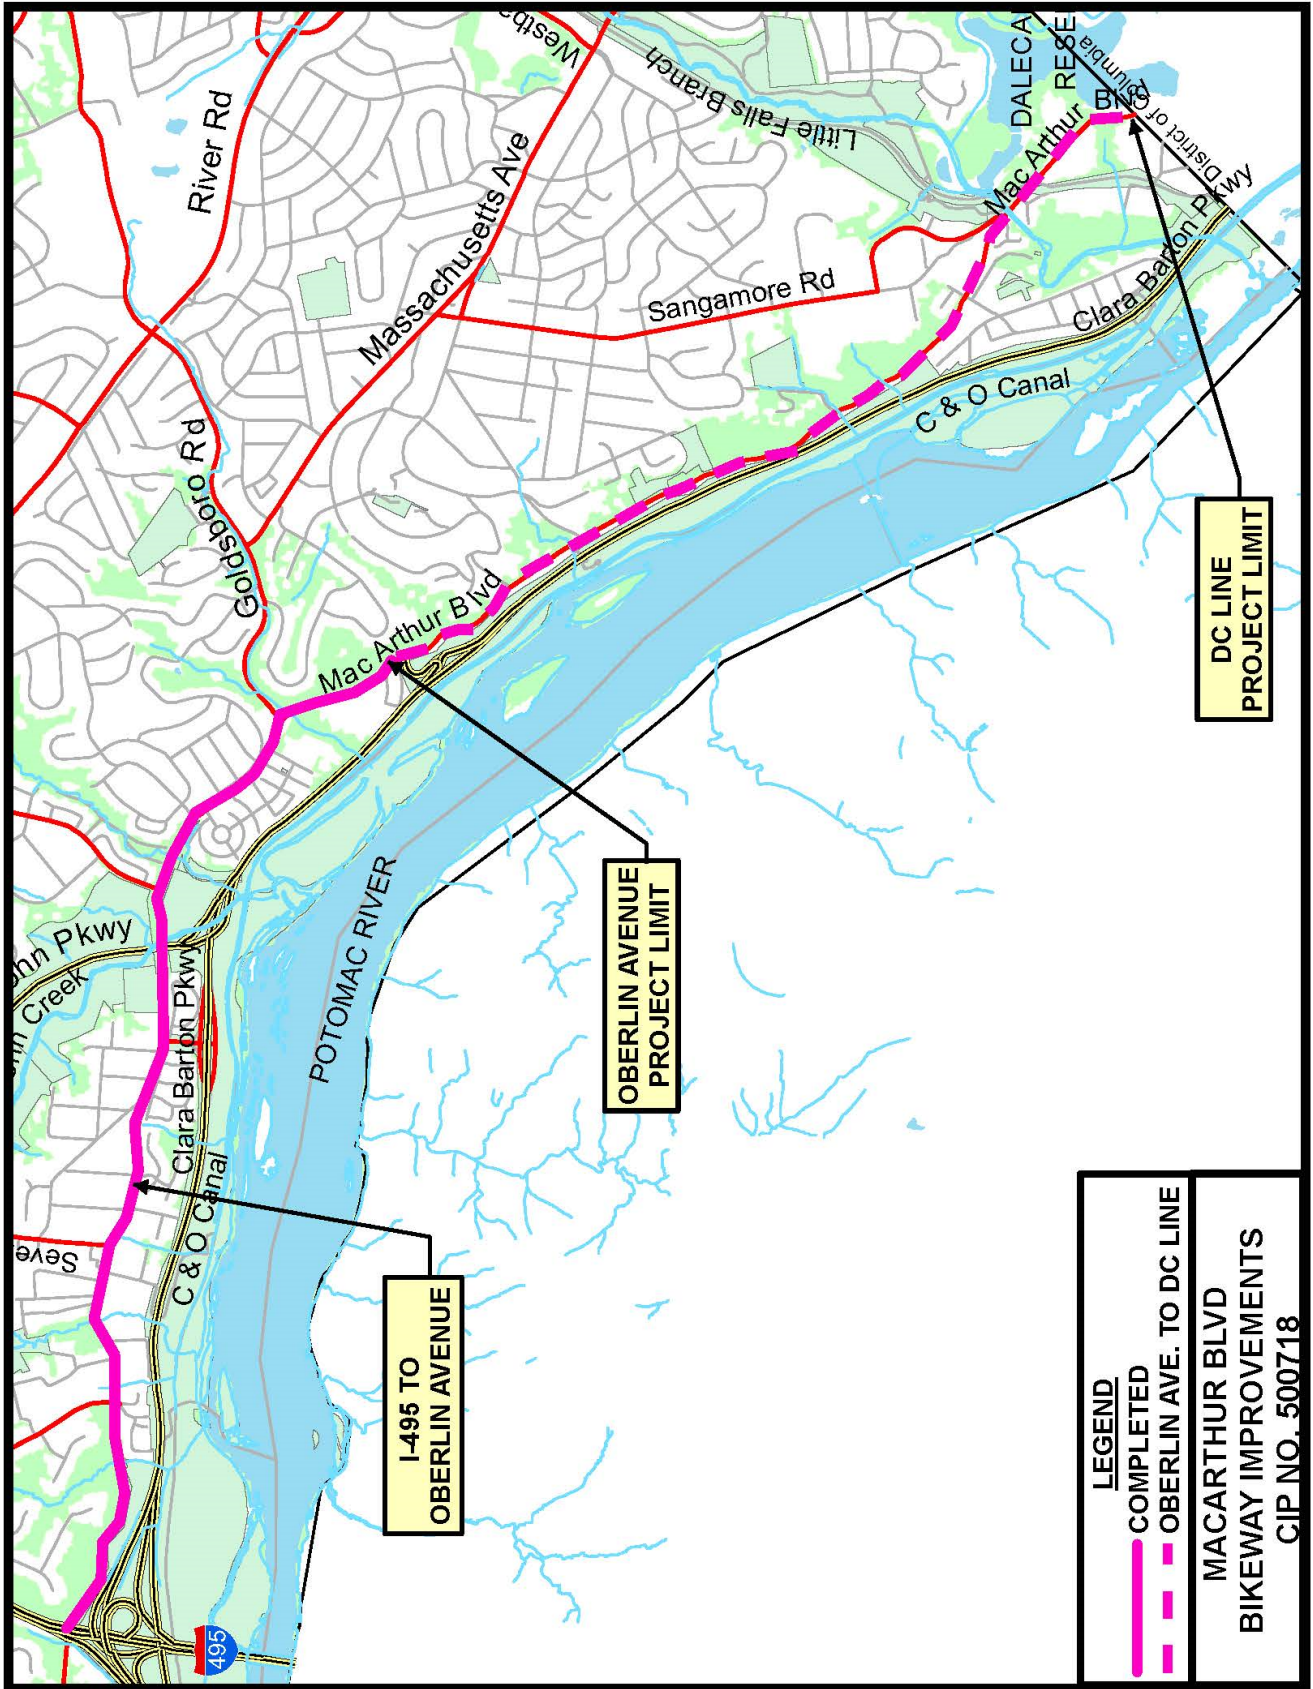 River Rd
Westba
Massachusetts Ave
Little Falls Branch
DALECA
RESE
District of Columbia
Mac Arthur
Blvd
Sangamore Rd
Clara Barton Pkwy
C & O Canal
Goldsboro Rd
Mac Arthur Blvd
ohn Pkwy
Creek
Clara Barton Pkwy
POTOMAC RIVER
C & O Canal
Seve
495
DC LINE
PROJECT LIMIT
OBERLIN AVENUE
PROJECT LIMIT
I-495 TO
OBERLIN AVENUE
LEGEND
COMPLETED
OBERLIN AVE. TO DC LINE
MACARTHUR BLVD
BIKEWAY IMPROVEMENTS
CIP NO. 500718